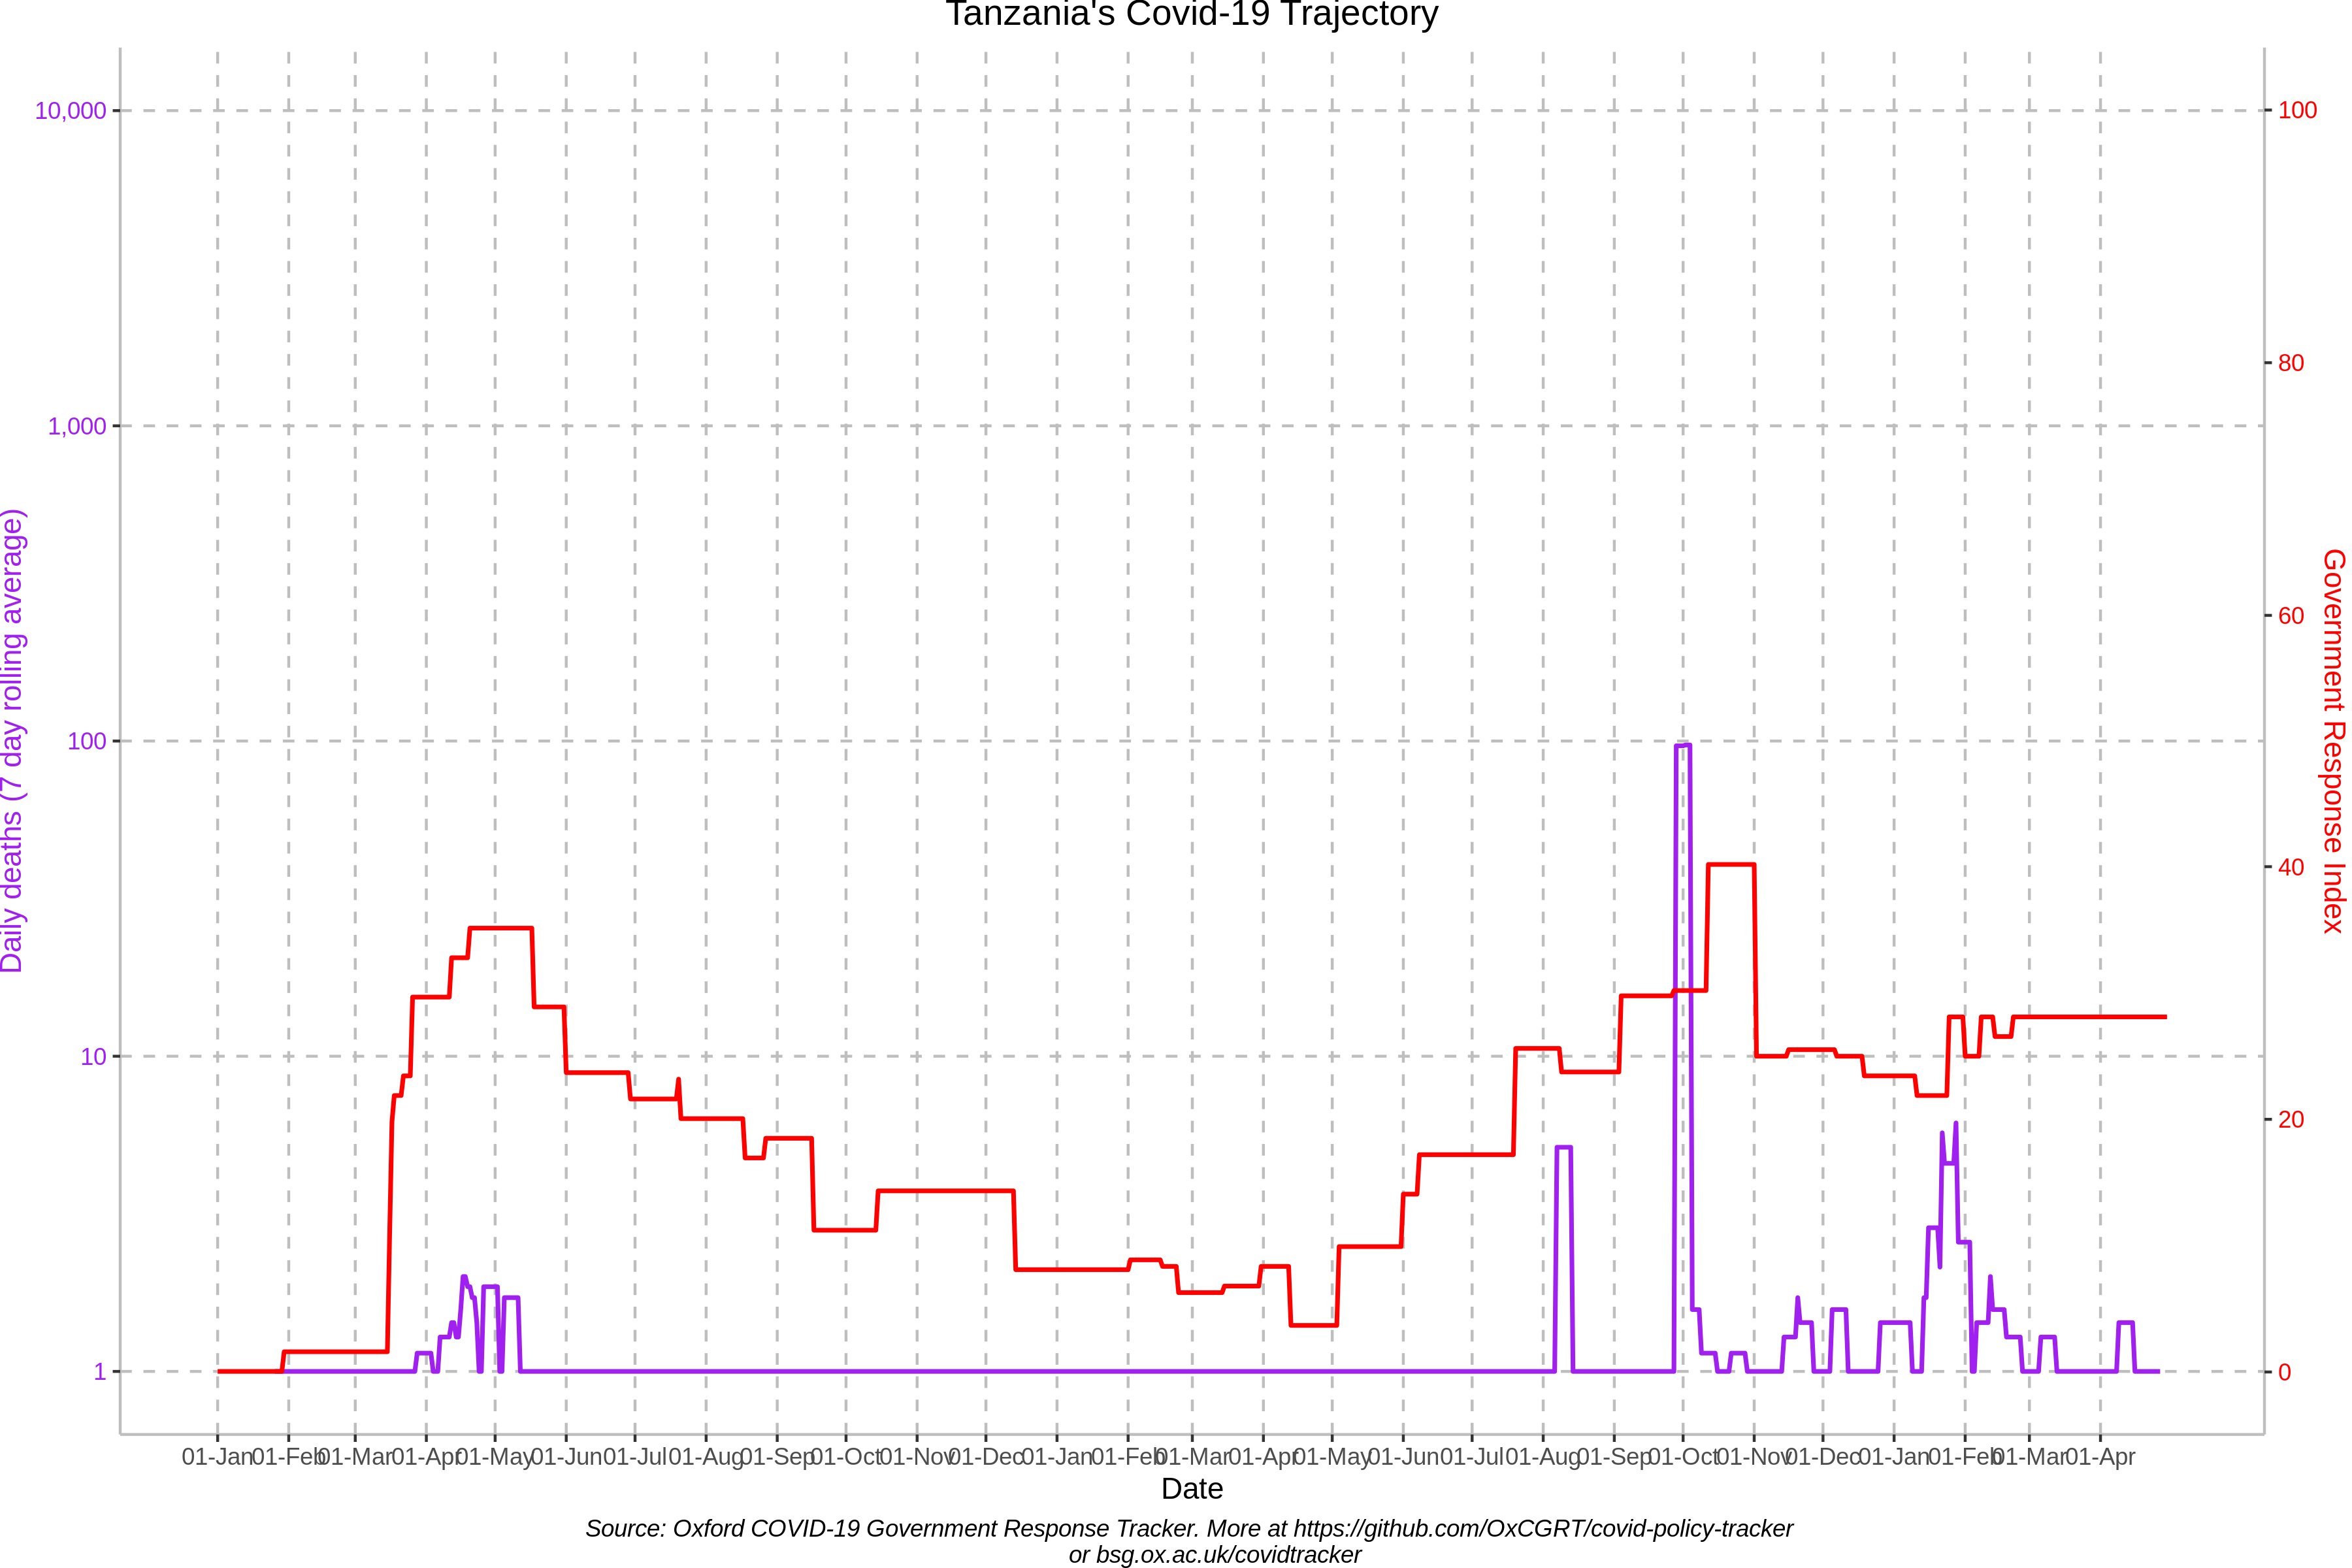 Tanzania's Covid-19 Trajectory
Daily deaths (7 day rolling average)
10,000
1,000
100
10
1
100
80
60
40
20
0
Government Response Index
01-Jan 01-Feb 01-Mar 01-Apr 01-May 01-Jun 01-Jul 01-Aug 01-Sep 01-Oct 01-Nov 01-Dec 01-Jan 01-Feb 01-Mar 01-Apr 01-May 01-Jun 01-Jul 01-Aug 01-Sep 01-Oct 01-Nov 01-Dec 01-Jan 01-Feb 01-Mar 01-Apr
Date
Source: Oxford COVID-19 Government Response Tracker. More at https://github.com/OxCGRT/covid-policy-tracker
or bsg.ox.ac.uk/covidtracker